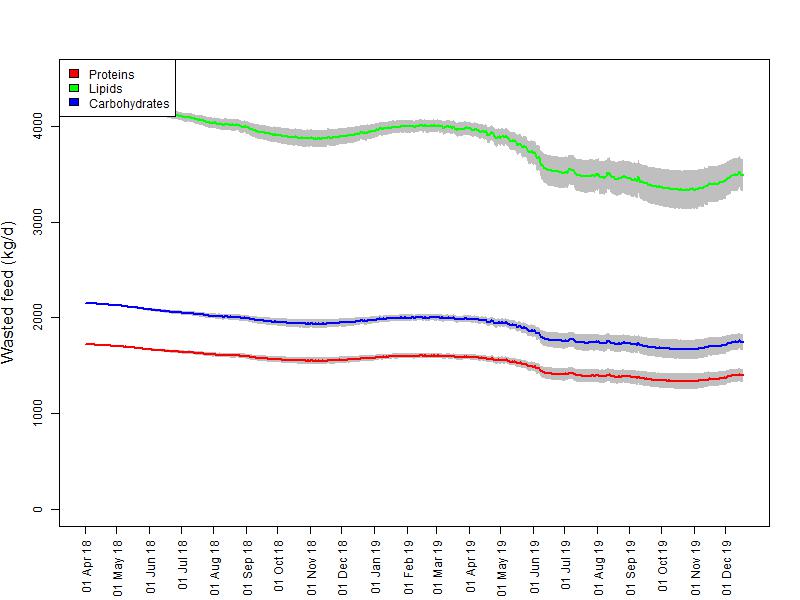 Proteins
Lipids
Carbohydrates
Wasted feed (kg/d)
4000
3000
2000
1000
0
01 Apr 18
01 May 18
01 Jun 18
01 Jul 18
01 Aug 18
01 Sep 18
01 Oct 18
01 Nov 18
01 Dec 18
01 Jan 19
01 Feb 19
01 Mar 19
01 Apr 19
01 May 19
01 Jun 19
01 Jul 19
01 Aug 19
01 Sep 19
01 Oct 19
01 Nov 19
01 Dec 19